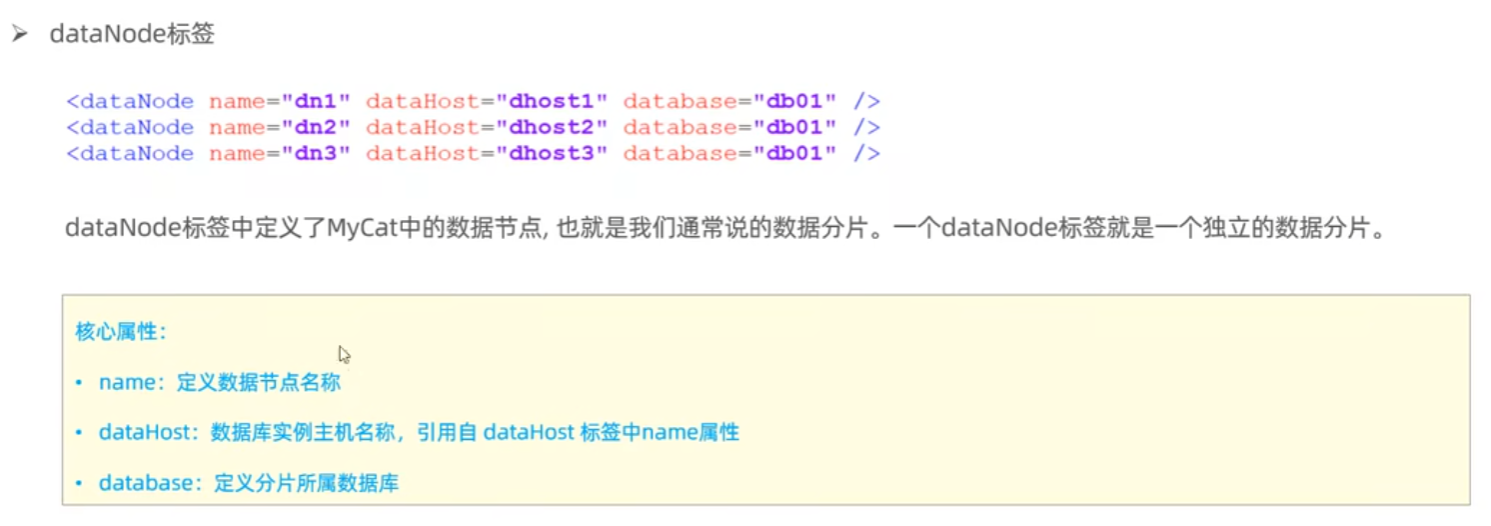 ➢ dataNode标签
<dataNode name="dn1" dataHost="dhost1" database="db01" />
<dataNode name="dn2" dataHost="dhost2" database="db01" />
<dataNode name="dn3" dataHost="dhost3" database="db01" />
dataNode标签中定义了MyCat中的数据节点, 也就是我们通常说的数据分片。一个dataNode标签就是一个独立的数据分片。
核心属性：
• name：定义数据节点名称
• dataHost：数据库实例主机名称，引用自 dataHost 标签中name属性
• database：定义分片所属数据库